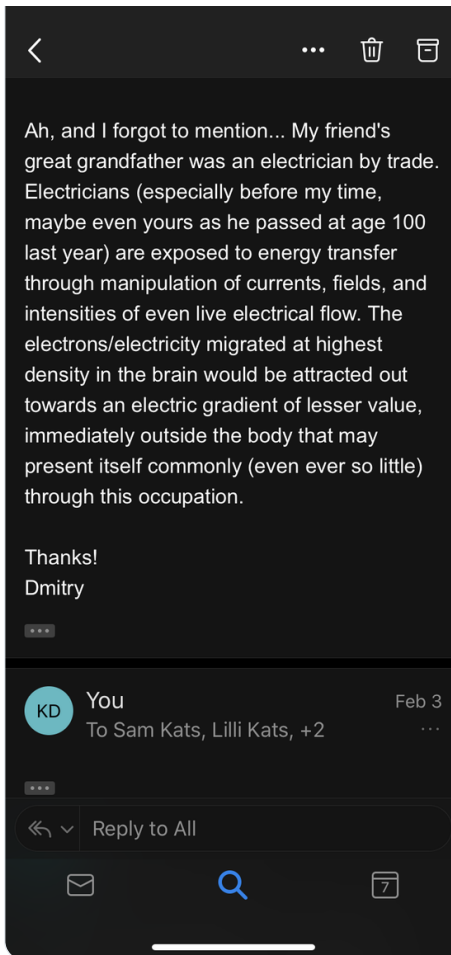 Ah, and I forgot to mention... My friend's
great grandfather was an electrician by trade.
Electricians (especially before my time,
maybe even yours as he passed at age 100
last year) are exposed to energy transfer
through manipulation of currents, fields, and
intensities of even live electrical flow. The
electrons/electricity migrated at highest
density in the brain would be attracted out
towards an electric gradient of lesser value,
immediately outside the body that may
present itself commonly (even ever so little)
through this occupation.
Thanks!
Dmitry
KD
You
Feb 3
To Sam Kats, Lilli Kats, +2
Reply to All
7